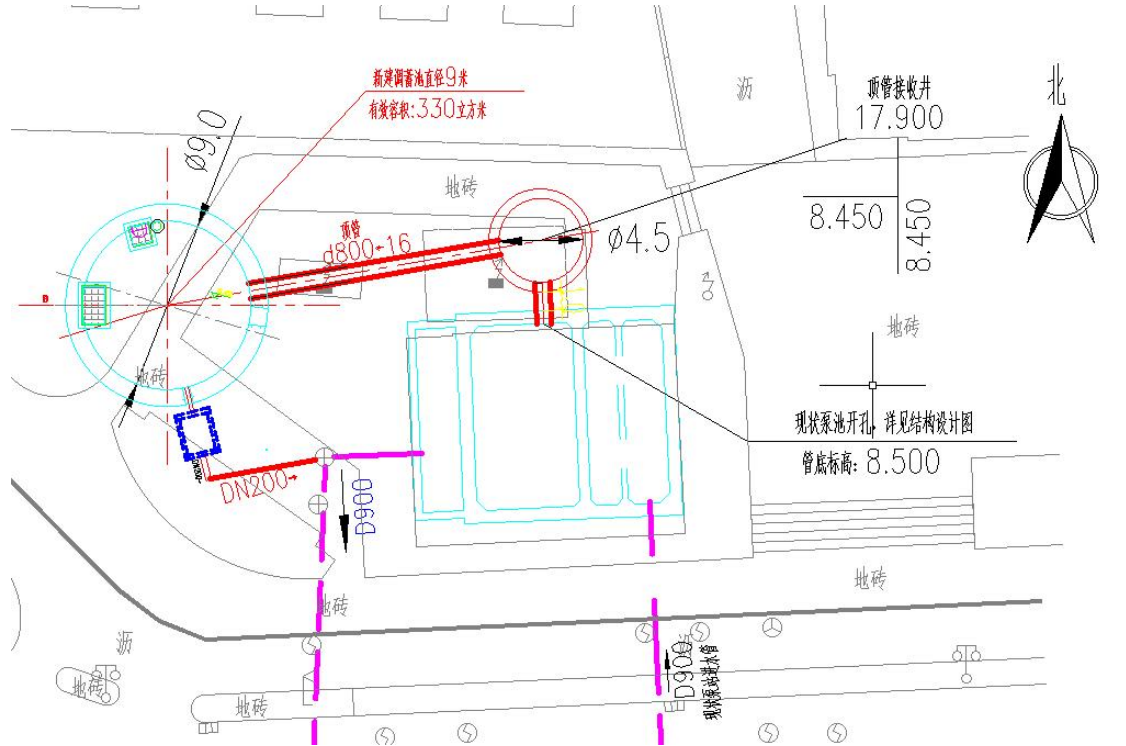 新建调蓄池直径9米
有效容积:330立方米
沥
顶管接收井
17.900
北
Ø9.0
地砖
顶管
d800-16
Ø4.5
8.450
8.450
地砖
地砖
现状泵池开孔，详见结构设计图
管底标高：8.500
DN200
D900
地砖
地砖
沥
沥
地砖
地砖
D900
现状泵站进水管